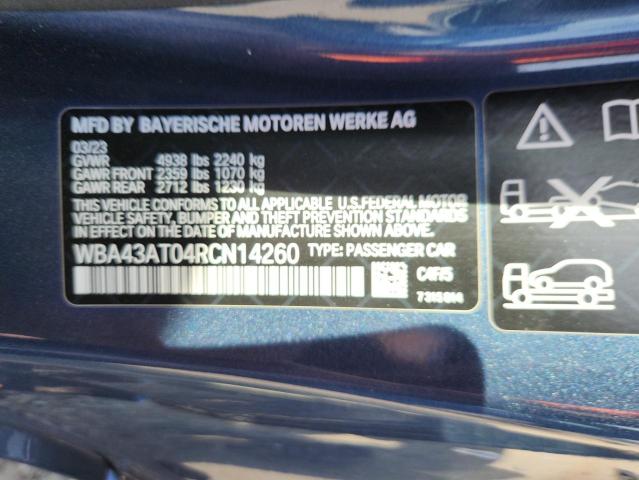 MFD BY BAYERISCHE MOTOREN WERKE AG
03/23
GVWR 4938 lbs 2240 kg
GAWR FRONT 2359 lbs 1070 kg
GAWR REAR 2712 lbs 1230 kg
THIS VEHICLE CONFORMS TO ALL APPLICABLE U.S.FEDERAL MOTOR
VEHICLE SAFETY, BUMPER AND THEFT PREVENTION STANDARDS
IN EFFECT ON THE DATE OF MANUFACTURE SHOWN ABOVE.
WBA43AT04RCN14260 TYPE: PASSENGER CAR
C4F/5